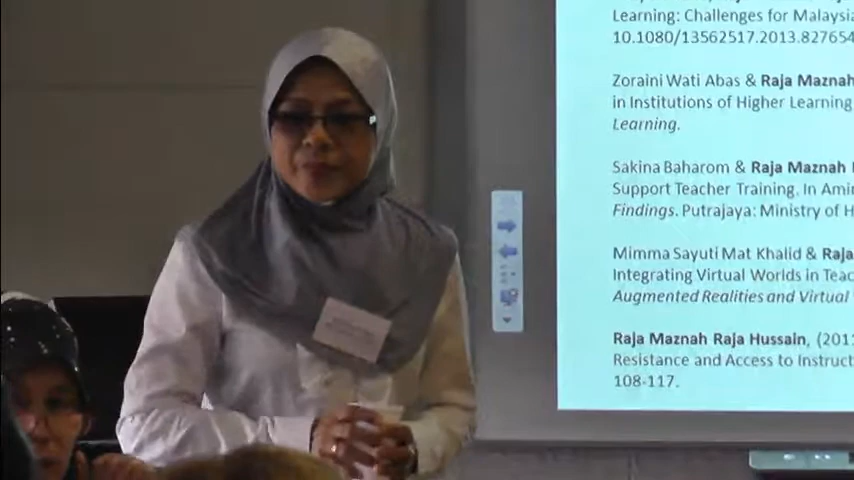 Learning: Challenges for Malaysia
10.1080/13562517.2013.82765
Zoraini Wati Abas & Raja Maznah
in Institutions of Higher Learning
Learning.
Sakina Baharom & Raja Maznah
Support Teacher Training. In Amin
Findings. Putrajaya: Ministry of H
Mimma Sayuti Mat Khalid & Raja
Integrating Virtual Worlds in Teac
Augmented Realities and Virtual
Raja Maznah Raja Hussain, (201
Resistance and Access to Instruct
108-117.